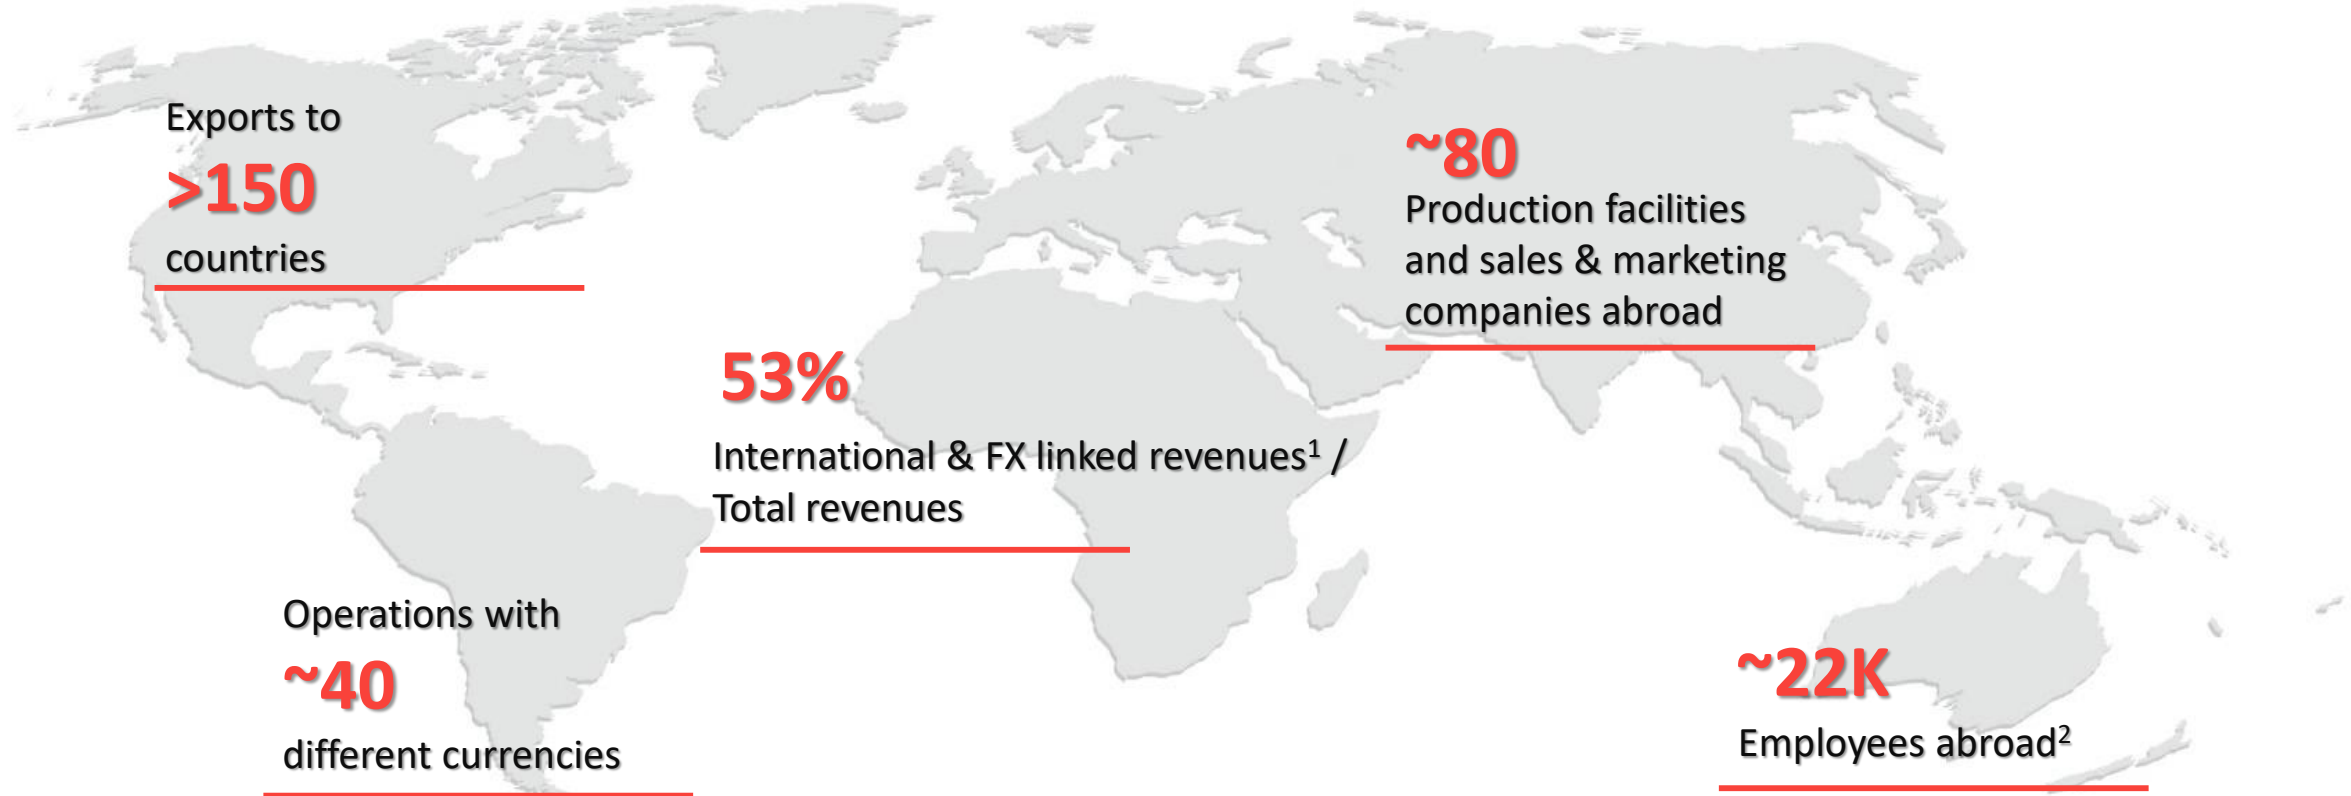 Exports to
>150
countries
~80
Production facilities
and sales & marketing
companies abroad
53%
International & FX linked revenues¹ /
Total revenues
Operations with
~40
different currencies
~22K
Employees abroad²